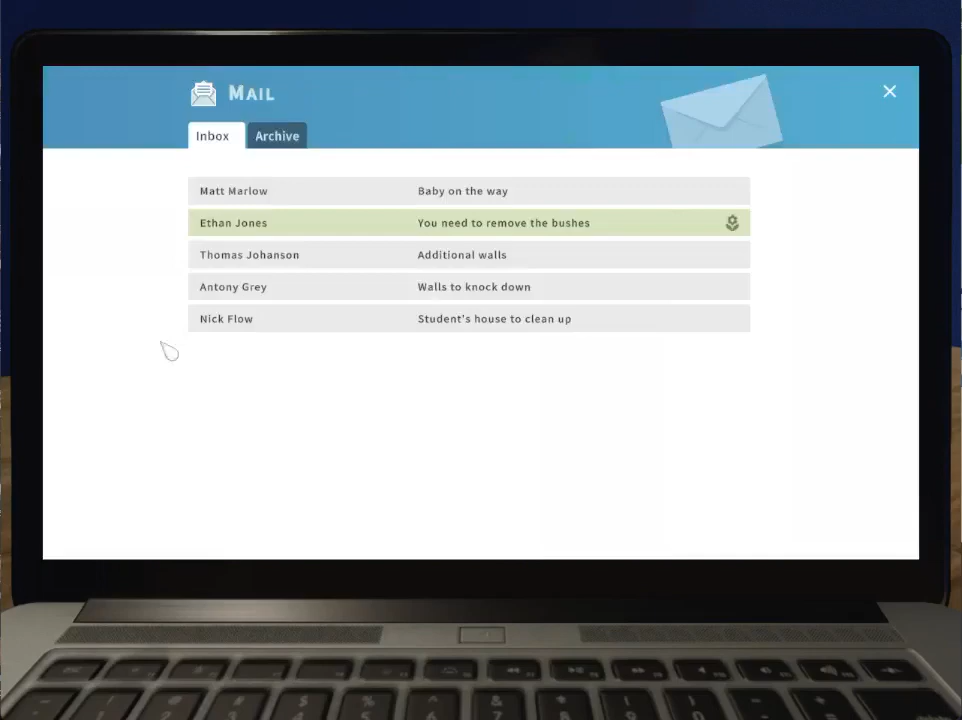 Mail
Inbox Archive
Matt Marlow Baby on the way
Ethan Jones You need to remove the bushes
Thomas Johanson Additional walls
Antony Grey Walls to knock down
Nick Flow Student's house to clean up